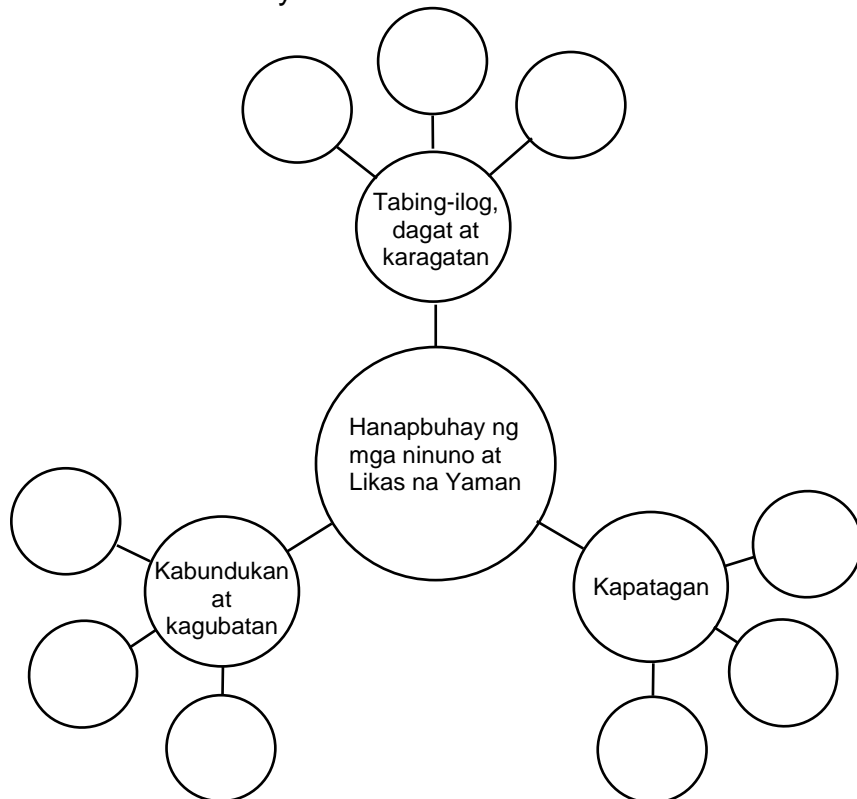 Tabing-ilog,
dagat at
karagatan
Hanapbuhay ng
mga ninuno at
Likas na Yaman
Kabundukan
at
kagubatan
Kapatagan